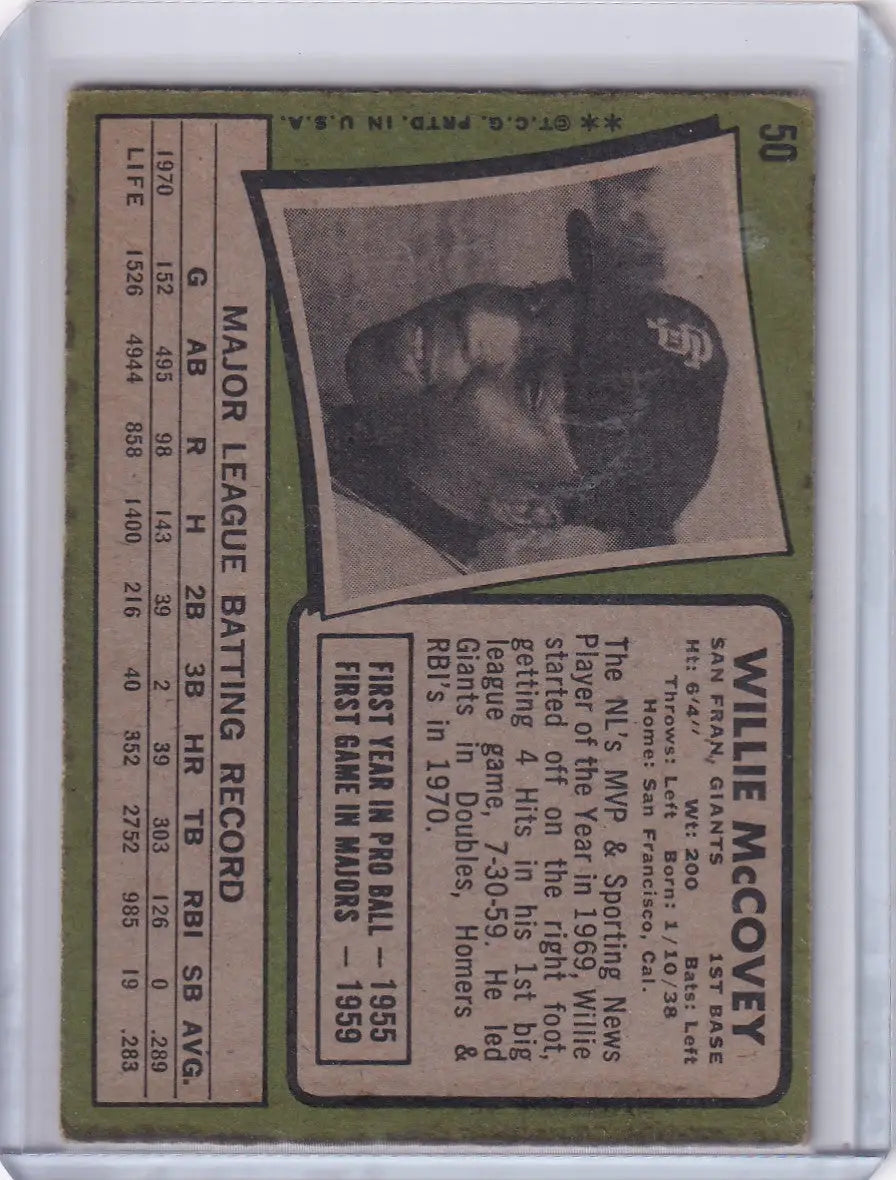 50
** ©T.C.G. PRTD. IN U.S.A.
SF
WILLIE McCOVEY
SAN FRAN, GIANTS 1ST BASE
Ht: 6'4" Wt: 200 Bats: Left
Throws: Left Born: 1/10/38
Home: San Francisco, Cal.
The NL's MVP & Sporting News
Player of the Year in 1969, Willie
started off on the right foot,
getting 4 Hits in his 1st big
league game, 7-30-59. He led
Giants in Doubles, Homers &
RBI's in 1970.
FIRST YEAR IN PRO BALL — 1955
FIRST GAME IN MAJORS — 1959
MAJOR LEAGUE BATTING RECORD
G AB R H 2B 3B HR TB RBI SB AVG.
1970 152 495 98 143 39 2 39 303 126 0 .289
LIFE 1526 4944 858 1400 216 40 352 2752 985 19 .283